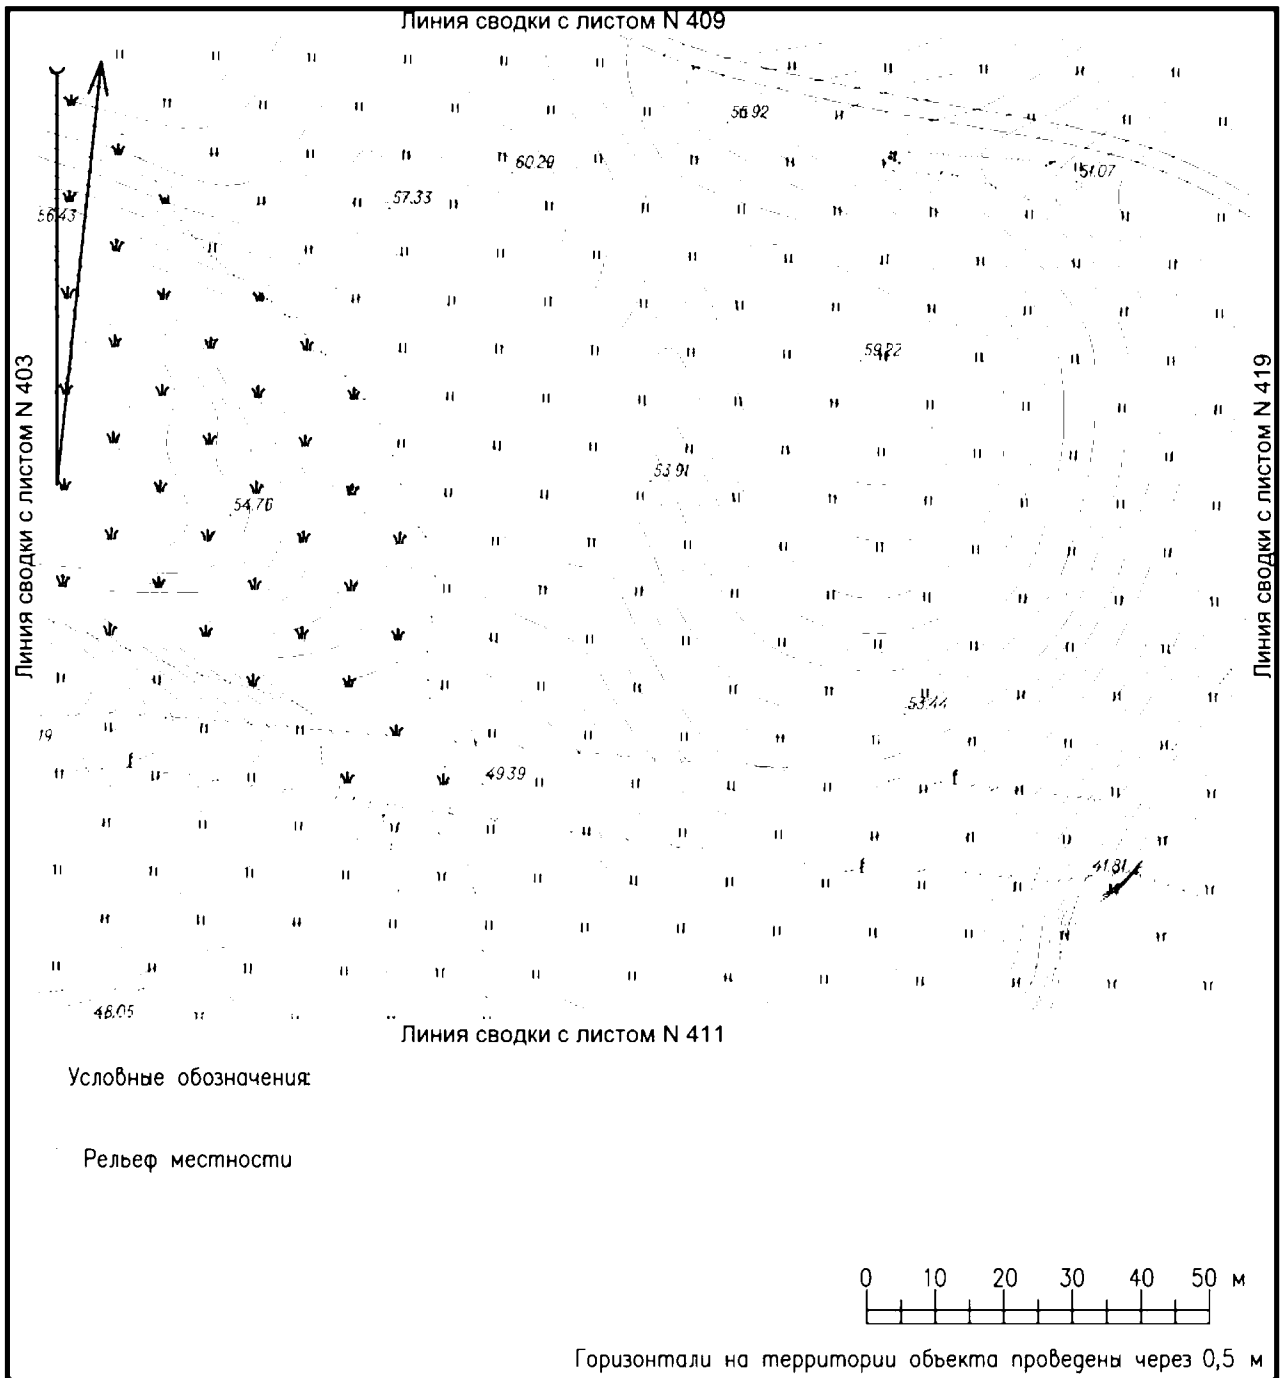 Линия сводки с листом N 409
56.92
60.29
51.07
57.33
56.43
59.22
Линия сводки с листом N 403
Линия сводки с листом N 419
53.91
54.76
53.44
19
49.39
41.81
48.05
Линия сводки с листом N 411
Условные обозначения:
Рельеф местности
0 10 20 30 40 50 м
Горизонтали на территории объекта проведены через 0,5 м